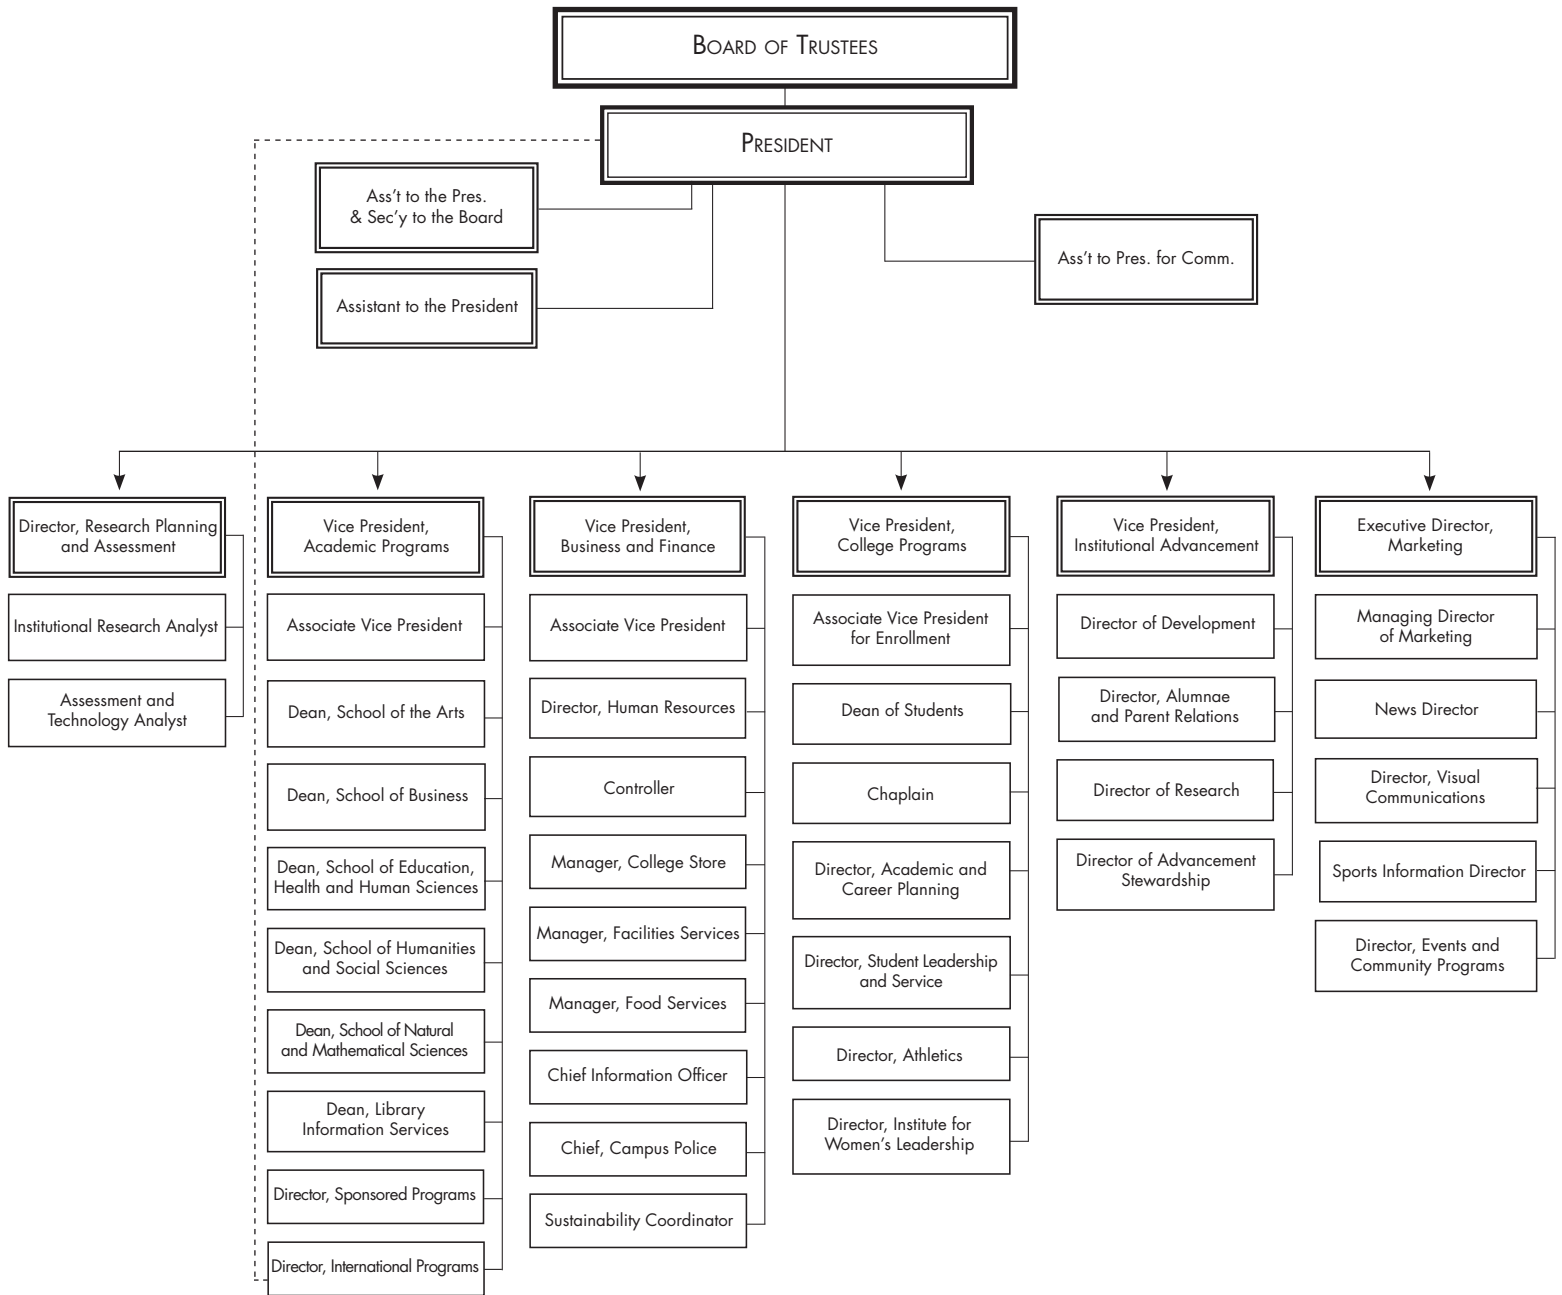 BOARD OF TRUSTEES
PRESIDENT
Ass't to the Pres.
& Sec'y to the Board
Ass't to Pres. for Comm.
Assistant to the President
Director, Research Planning
and Assessment
Institutional Research Analyst
Assessment and
Technology Analyst
Vice President,
Academic Programs
Associate Vice President
Dean, School of the Arts
Dean, School of Business
Dean, School of Education,
Health and Human Sciences
Dean, School of Humanities
and Social Sciences
Dean, School of Natural
and Mathematical Sciences
Dean, Library
Information Services
Director, Sponsored Programs
Director, International Programs
Vice President,
Business and Finance
Associate Vice President
Director, Human Resources
Controller
Manager, College Store
Manager, Facilities Services
Manager, Food Services
Chief Information Officer
Chief, Campus Police
Sustainability Coordinator
Vice President,
College Programs
Associate Vice President
for Enrollment
Dean of Students
Chaplain
Director, Academic and
Career Planning
Director, Student Leadership
and Service
Director, Athletics
Director, Institute for
Women's Leadership
Vice President,
Institutional Advancement
Director of Development
Director, Alumnae
and Parent Relations
Director of Research
Director of Advancement
Stewardship
Executive Director,
Marketing
Managing Director
of Marketing
News Director
Director, Visual
Communications
Sports Information Director
Director, Events and
Community Programs